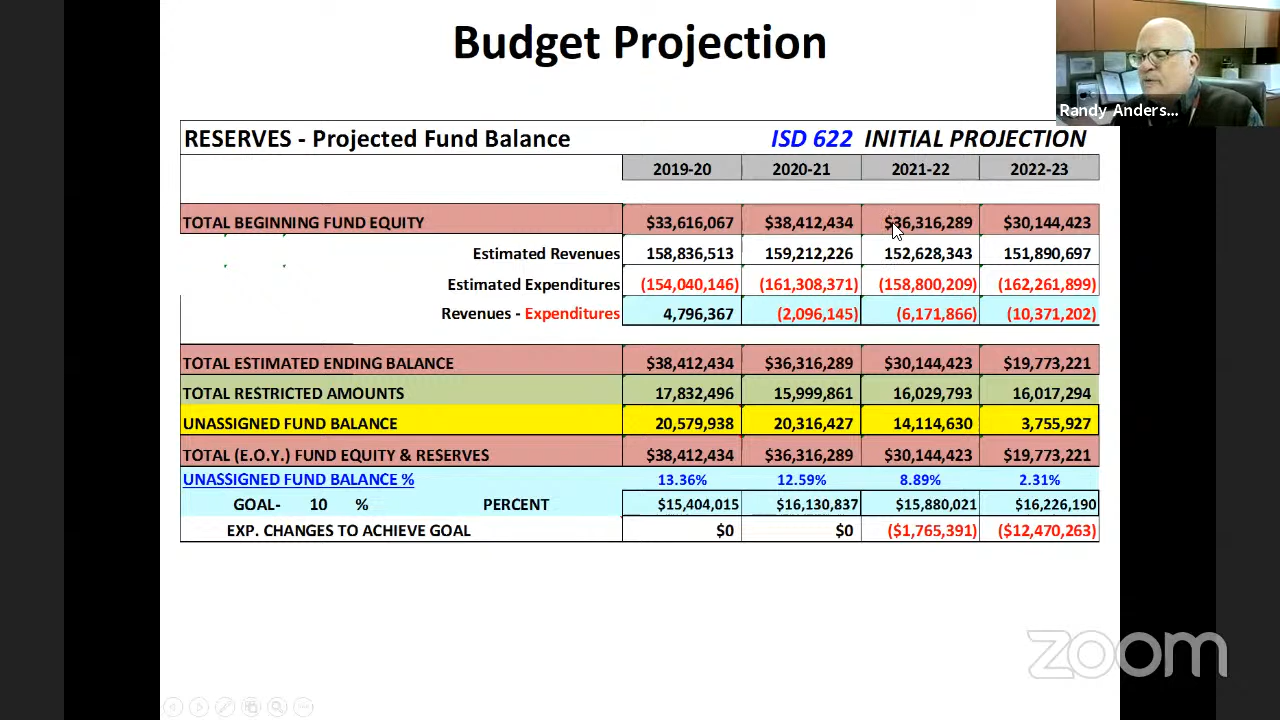 Budget Projection
Randy Anders...
RESERVES - Projected Fund Balance ISD 622 INITIAL PROJECTION
2019-20 2020-21 2021-22 2022-23
TOTAL BEGINNING FUND EQUITY $33,616,067 $38,412,434 $36,316,289 $30,144,423
Estimated Revenues 158,836,513 159,212,226 152,628,343 151,890,697
Estimated Expenditures (154,040,146) (161,308,371) (158,800,209) (162,261,899)
Revenues - Expenditures 4,796,367 (2,096,145) (6,171,866) (10,371,202)
TOTAL ESTIMATED ENDING BALANCE $38,412,434 $36,316,289 $30,144,423 $19,773,221
TOTAL RESTRICTED AMOUNTS 17,832,496 15,999,861 16,029,793 16,017,294
UNASSIGNED FUND BALANCE 20,579,938 20,316,427 14,114,630 3,755,927
TOTAL (E.O.Y.) FUND EQUITY & RESERVES $38,412,434 $36,316,289 $30,144,423 $19,773,221
UNASSIGNED FUND BALANCE % 13.36% 12.59% 8.89% 2.31%
GOAL- 10 % PERCENT $15,404,015 $16,130,837 $15,880,021 $16,226,190
EXP. CHANGES TO ACHIEVE GOAL $0 $0 ($1,765,391) ($12,470,263)
zoom